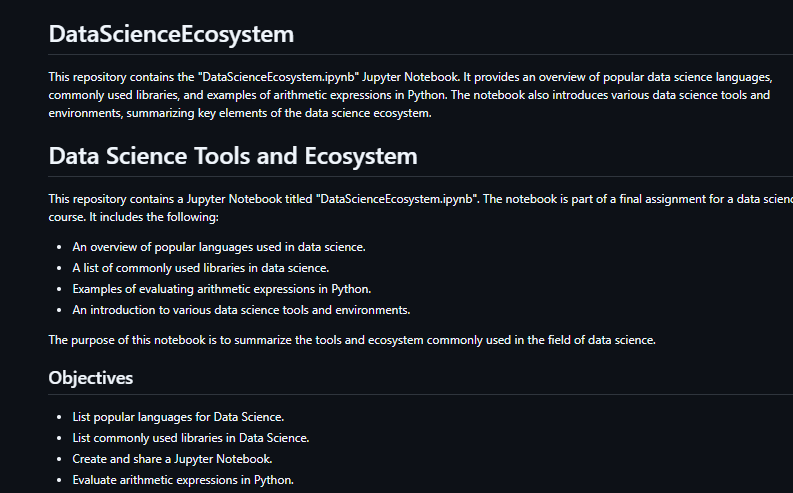 DataScienceEcosystem
This repository contains the "DataScienceEcosystem.ipynb" Jupyter Notebook. It provides an overview of popular data science languages,
commonly used libraries, and examples of arithmetic expressions in Python. The notebook also introduces various data science tools and
environments, summarizing key elements of the data science ecosystem.
Data Science Tools and Ecosystem
This repository contains a Jupyter Notebook titled "DataScienceEcosystem.ipynb". The notebook is part of a final assignment for a data scienc
course. It includes the following:
• An overview of popular languages used in data science.
• A list of commonly used libraries in data science.
• Examples of evaluating arithmetic expressions in Python.
• An introduction to various data science tools and environments.
The purpose of this notebook is to summarize the tools and ecosystem commonly used in the field of data science.
Objectives
• List popular languages for Data Science.
• List commonly used libraries in Data Science.
• Create and share a Jupyter Notebook.
• Evaluate arithmetic expressions in Python.